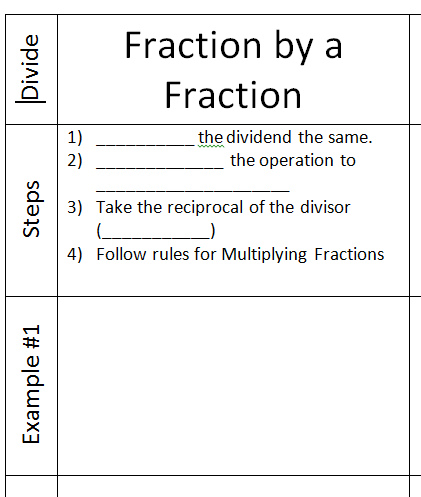 Divide
Fraction by a
Fraction
Steps
1) __________ the dividend the same.
2) _____________ the operation to
___________________
3) Take the reciprocal of the divisor
(___________)
4) Follow rules for Multiplying Fractions
Example #1